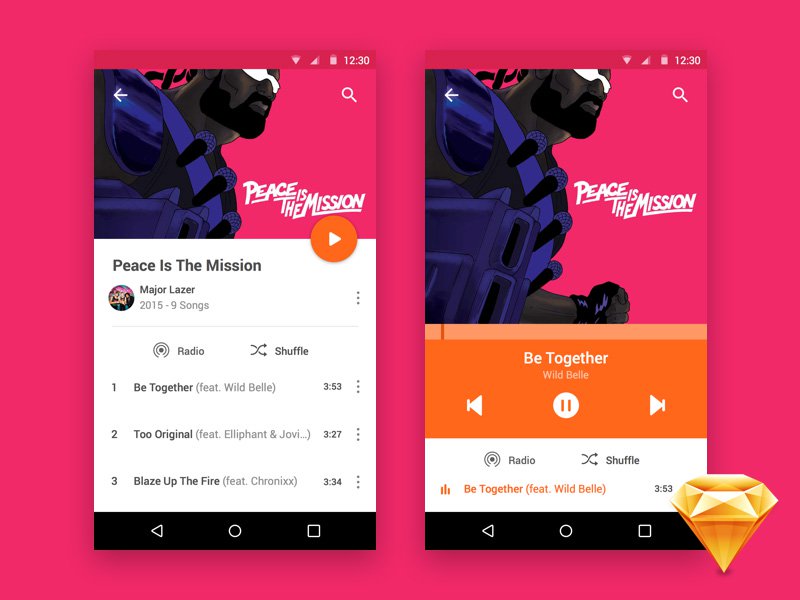 12:30
PEACE IS
THE MISSION
Peace Is The Mission
Major Lazer
2015 - 9 Songs
Radio Shuffle
1 Be Together (feat. Wild Belle) 3:53
2 Too Original (feat. Elliphant & Jovi...) 3:27
3 Blaze Up The Fire (feat. Chronixx) 3:34
12:30
PEACE IS
THE MISSION
Be Together
Wild Belle
Radio Shuffle
Be Together (feat. Wild Belle) 3:53